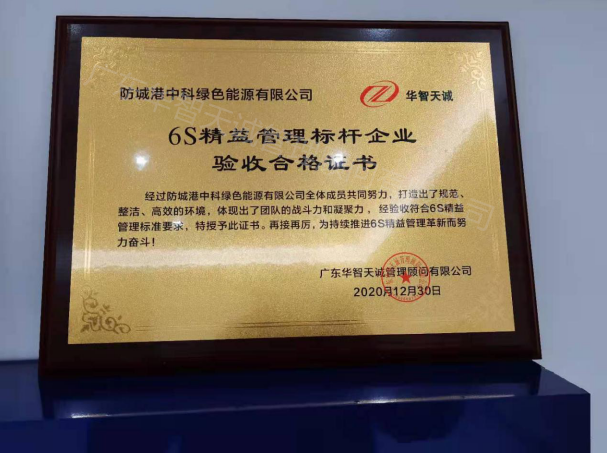 防城港中科绿色能源有限公司
华智天诚
6S精益管理标杆企业
验收合格证书
经过防城港中科绿色能源有限公司全体成员共同努力,打造出了规范、
整洁、高效的环境,体现出了团队的战斗力和凝聚力,经验收符合6S精益
管理标准要求,特授予此证书。再接再厉,为持续推进6S精益管理革新而努
力奋斗!
广东华智天诚管理顾问有限公司
2020月12月30日